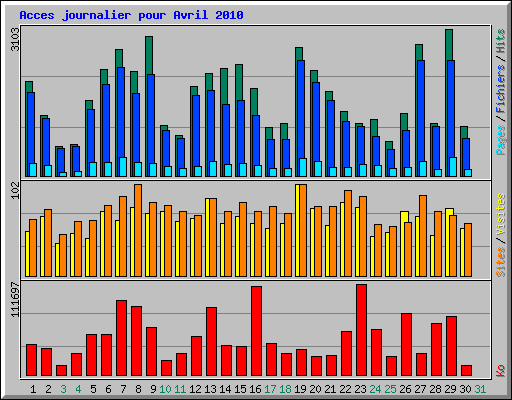 Acces journalier pour Avril 2010
3103
Pages / Fichiers / Hits
102
Sites / Visites
111697
Ko
1 2 3 4 5 6 7 8 9 10 11 12 13 14 15 16 17 18 19 20 21 22 23 24 25 26 27 28 29 30 31